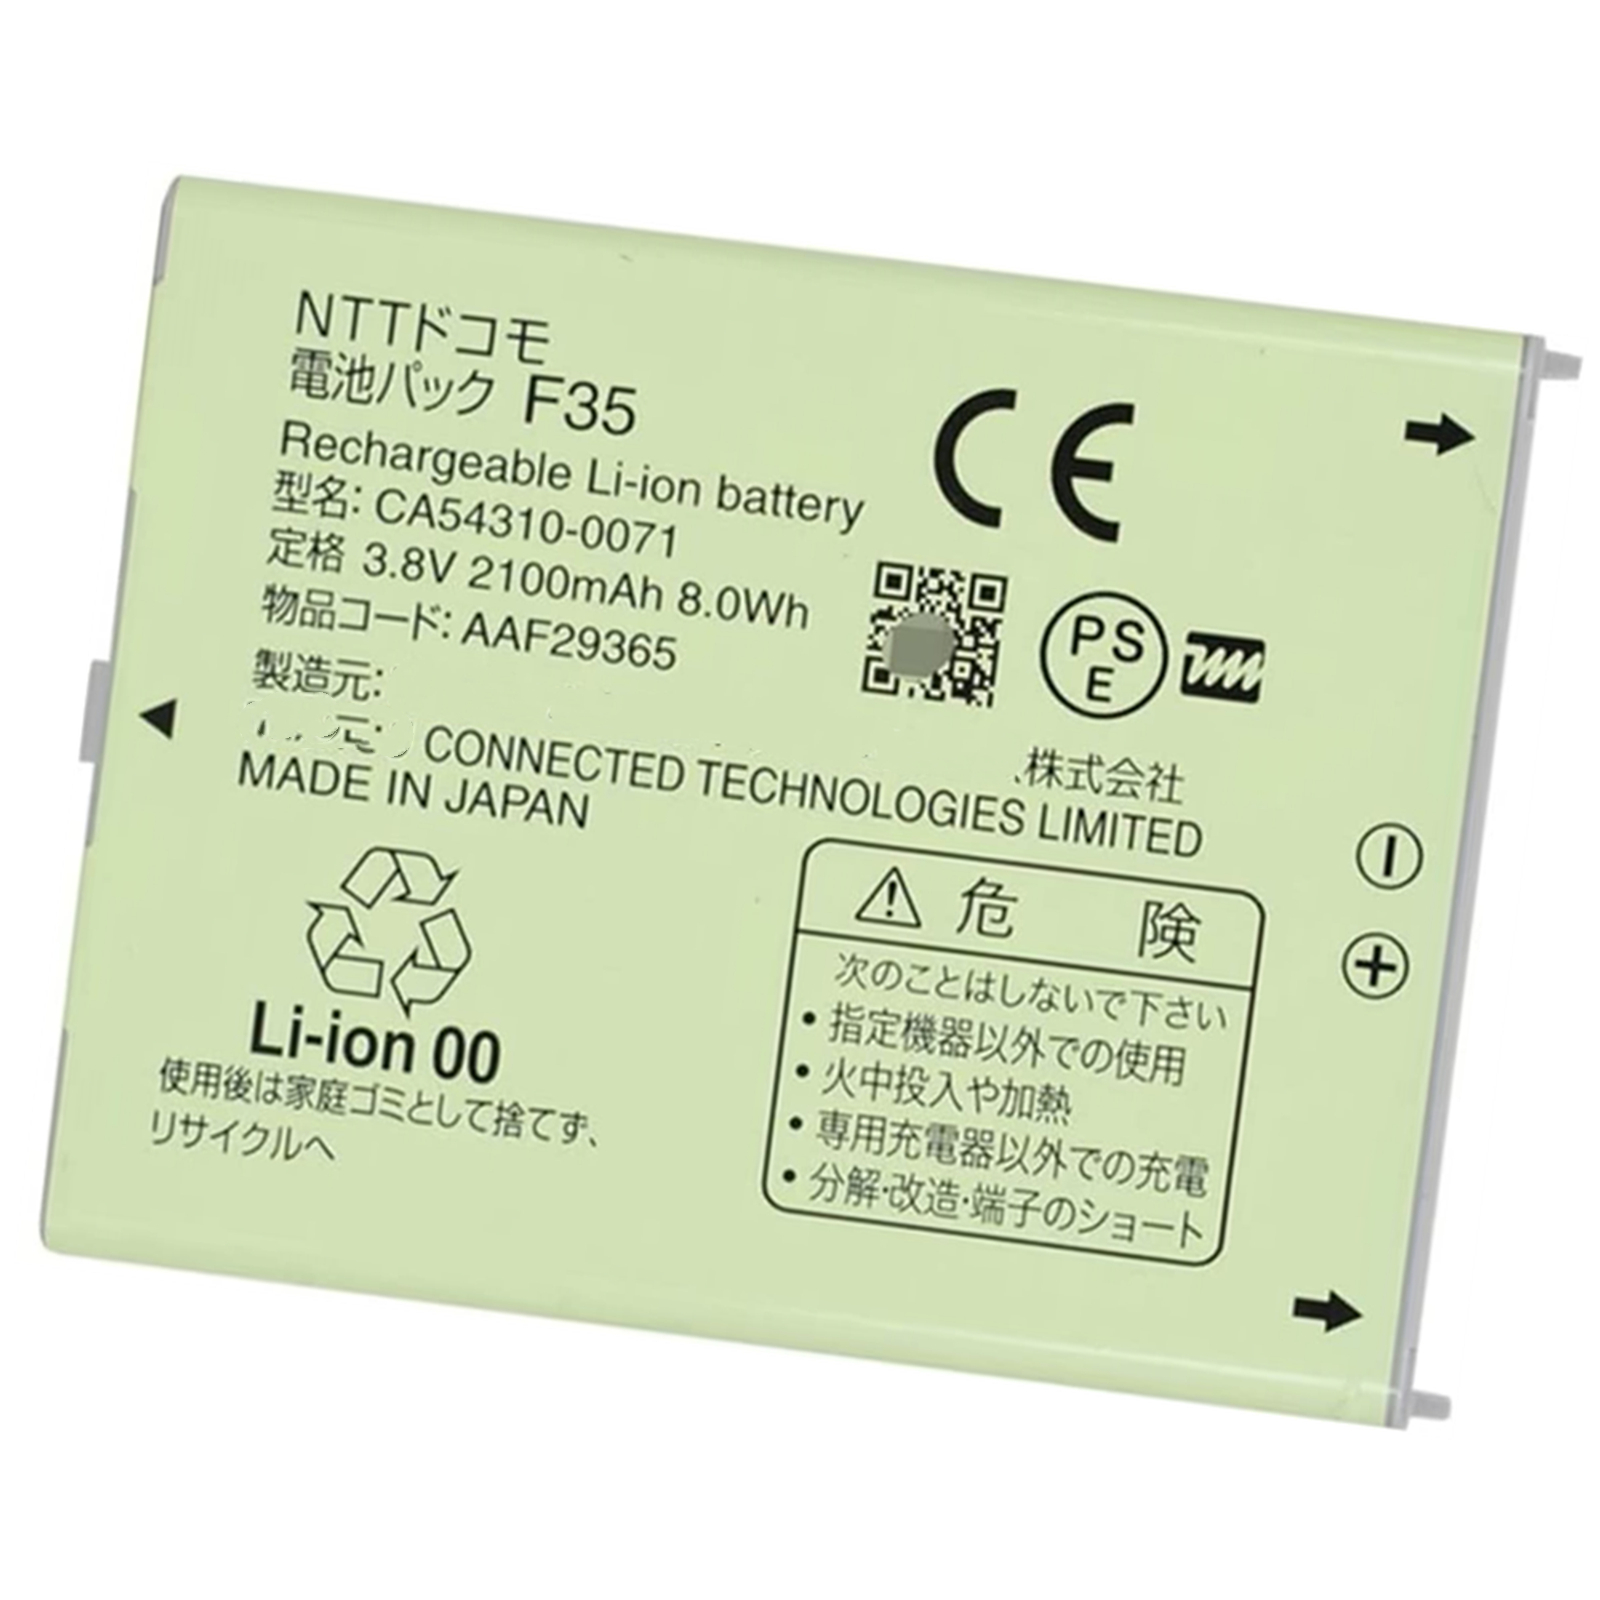 NTTドコモ
電池パック F35
Rechargeable Li-ion battery
型名: CA54310-0071
定格 3.8V 2100mAh 8.0Wh
物品コード: AAF29365
製造元:
株式会社
CONNECTED TECHNOLOGIES LIMITED
MADE IN JAPAN
CE
PS
E
Li-ion 00
使用後は家庭ゴミとして捨てず、
リサイクルへ
危 険
次のことはしないで下さい
・指定機器以外での使用
・火中投入や加熱
・専用充電器以外での充電
・分解・改造・端子のショート